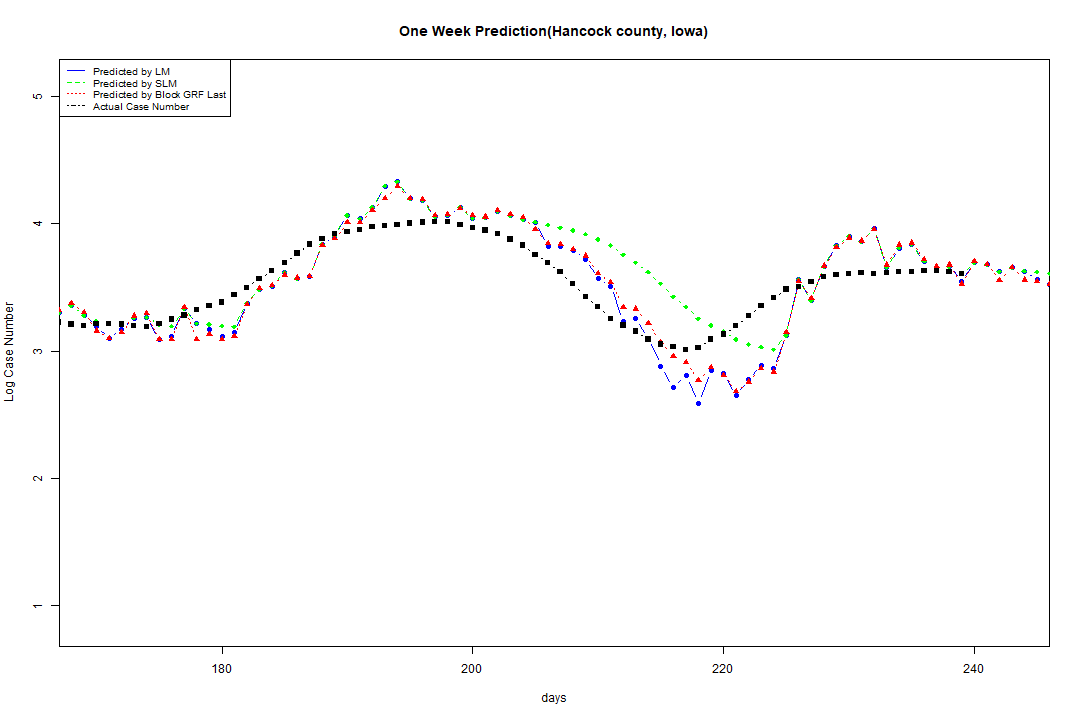 One Week Prediction(Hancock county, Iowa)
Predicted by LM
Predicted by SLM
Predicted by Block GRF Last
Actual Case Number
5
4
3
2
1
Log Case Number
180
200
220
240
days